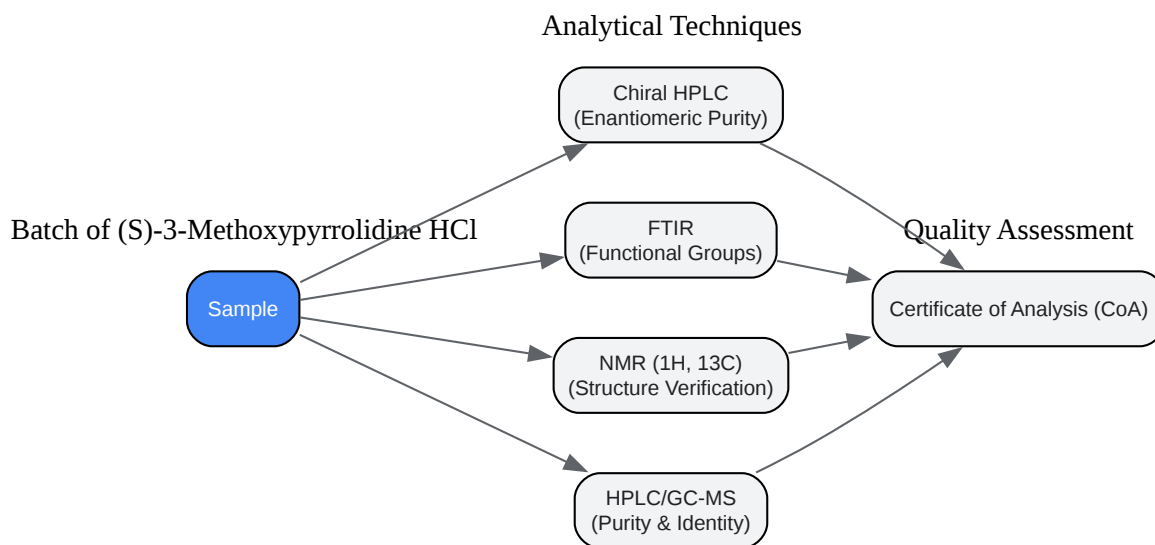 Analytical Techniques
Chiral HPLC
(Enantiomeric Purity)
Batch of (S)-3-Methoxypyrrolidine HCl
FTIR
(Functional Groups)
Quality Assessment
Sample
Certificate of Analysis (CoA)
NMR (1H, 13C)
(Structure Verification)
HPLC/GC-MS
(Purity & Identity)